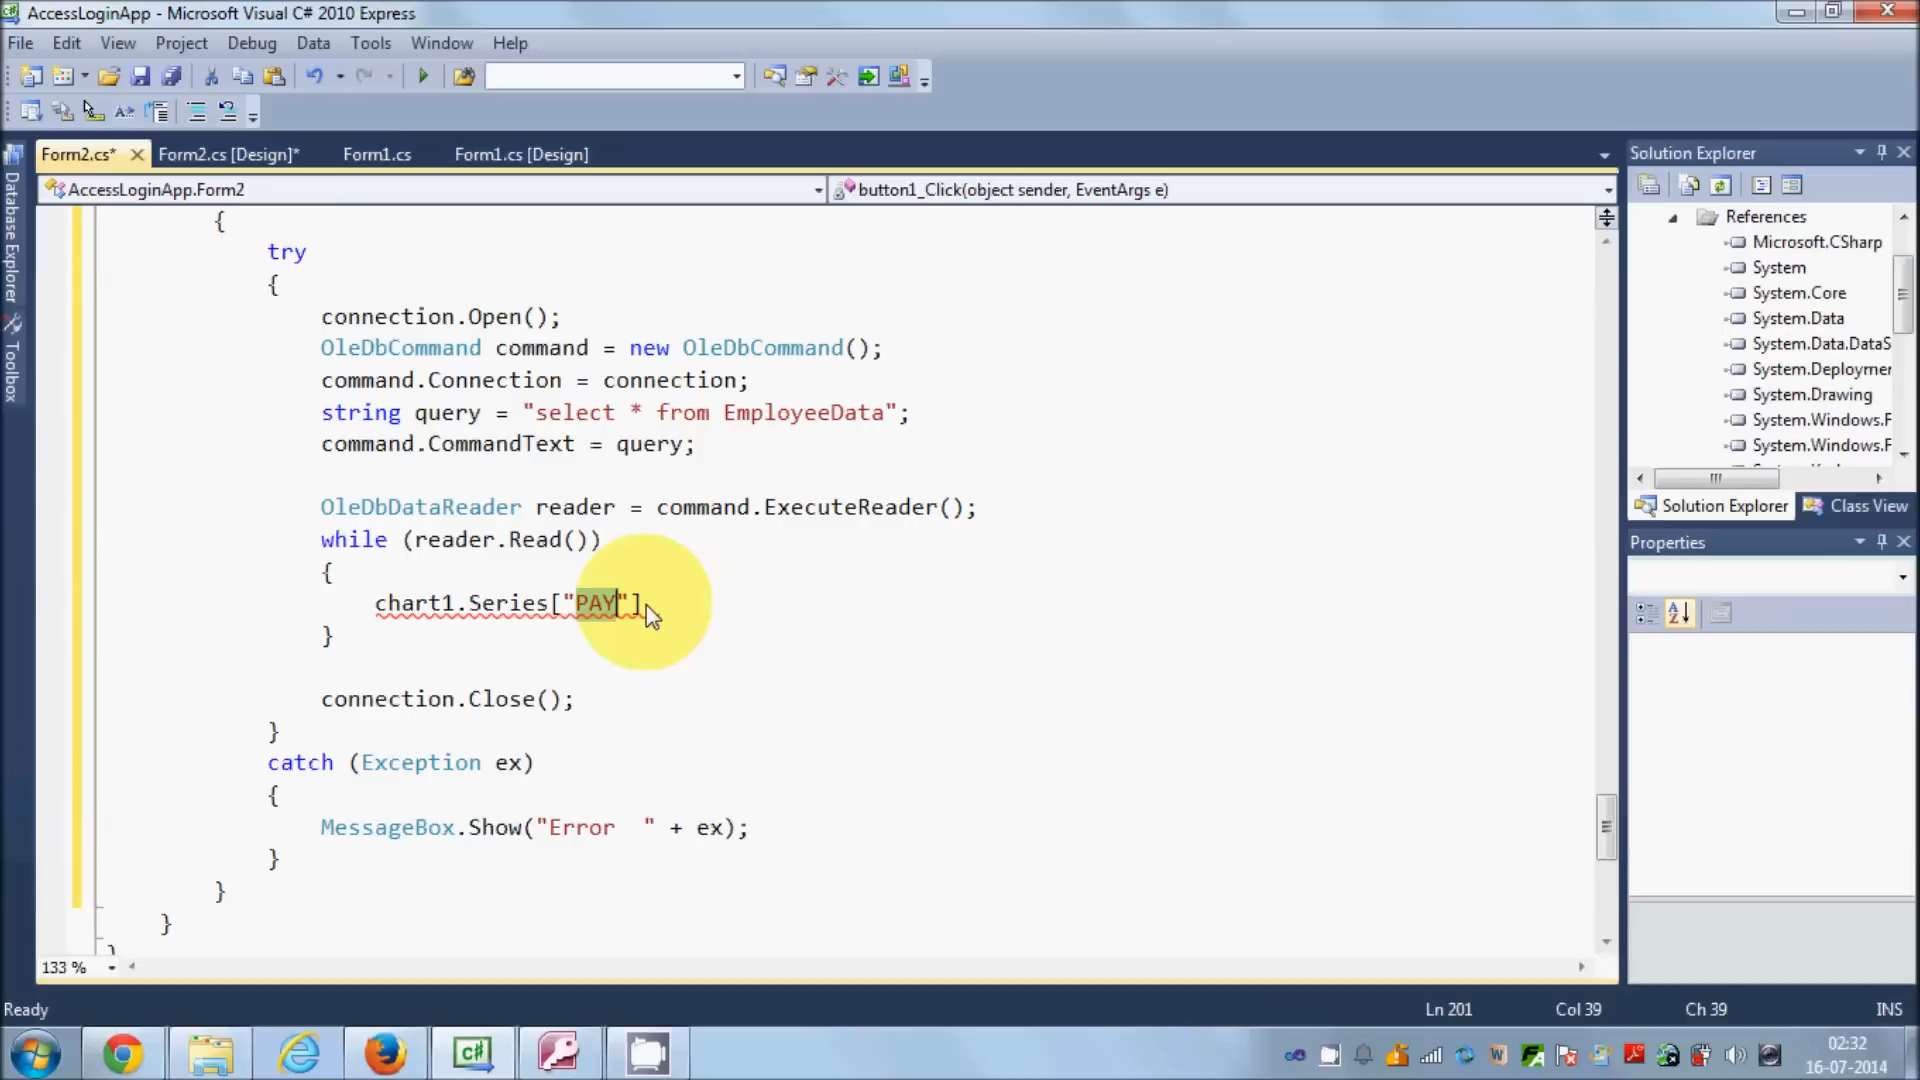 AccessLoginApp - Microsoft Visual C# 2010 Express
File Edit View Project Debug Data Tools Window Help
Form2.cs* Form2.cs [Design]* Form1.cs Form1.cs [Design]
AccessLoginApp.Form2 button1_Click(object sender, EventArgs e)
Database Explorer
Toolbox
{
try
{
connection.Open();
OleDbCommand command = new OleDbCommand();
command.Connection = connection;
string query = "select * from EmployeeData";
command.CommandText = query;
OleDbDataReader reader = command.ExecuteReader();
while (reader.Read())
{
chart1.Series["PAY"]
}
connection.Close();
}
catch (Exception ex)
{
MessageBox.Show("Error  " + ex);
}
}
}
133 %
Solution Explorer
References
Microsoft.CSharp
System
System.Core
System.Data
System.Data.DataS
System.Deploymer
System.Drawing
System.Windows.F
System.Windows.F
Solution Explorer Class View
Properties
Ready Ln 201 Col 39 Ch 39 INS
02:32
16-07-2014